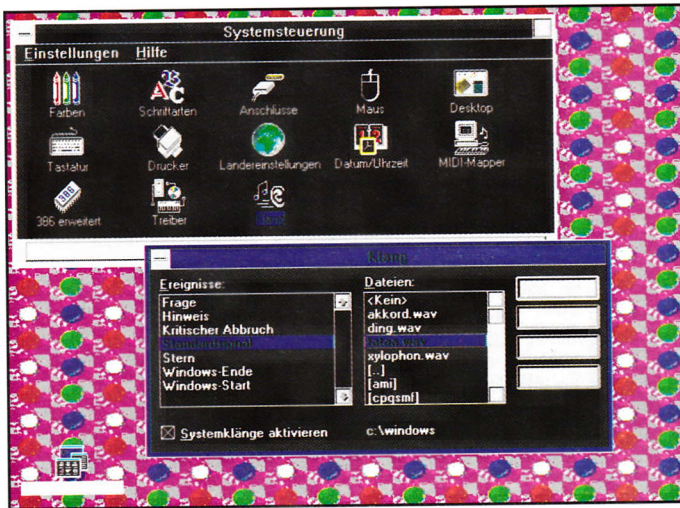 Systemsteuerung
Einstellungen Hilfe
Farben Schriftarten Anschlüsse Maus Desktop
Tastatur Drucker Ländereinstellungen Datum/Uhrzeit MIDI-Mapper
386 erweitert Treiber Klang
Klang
Ereignisse: Dateien:
Frage <Kein>
Hinweis akkord.wav
Kritischer Abbruch ding.wav
Standardsignal
Stern xylophon.wav
Windows-Ende [..]
Windows-Start [ami]
[cpqsmf]
Systemklänge aktivieren c:\windows